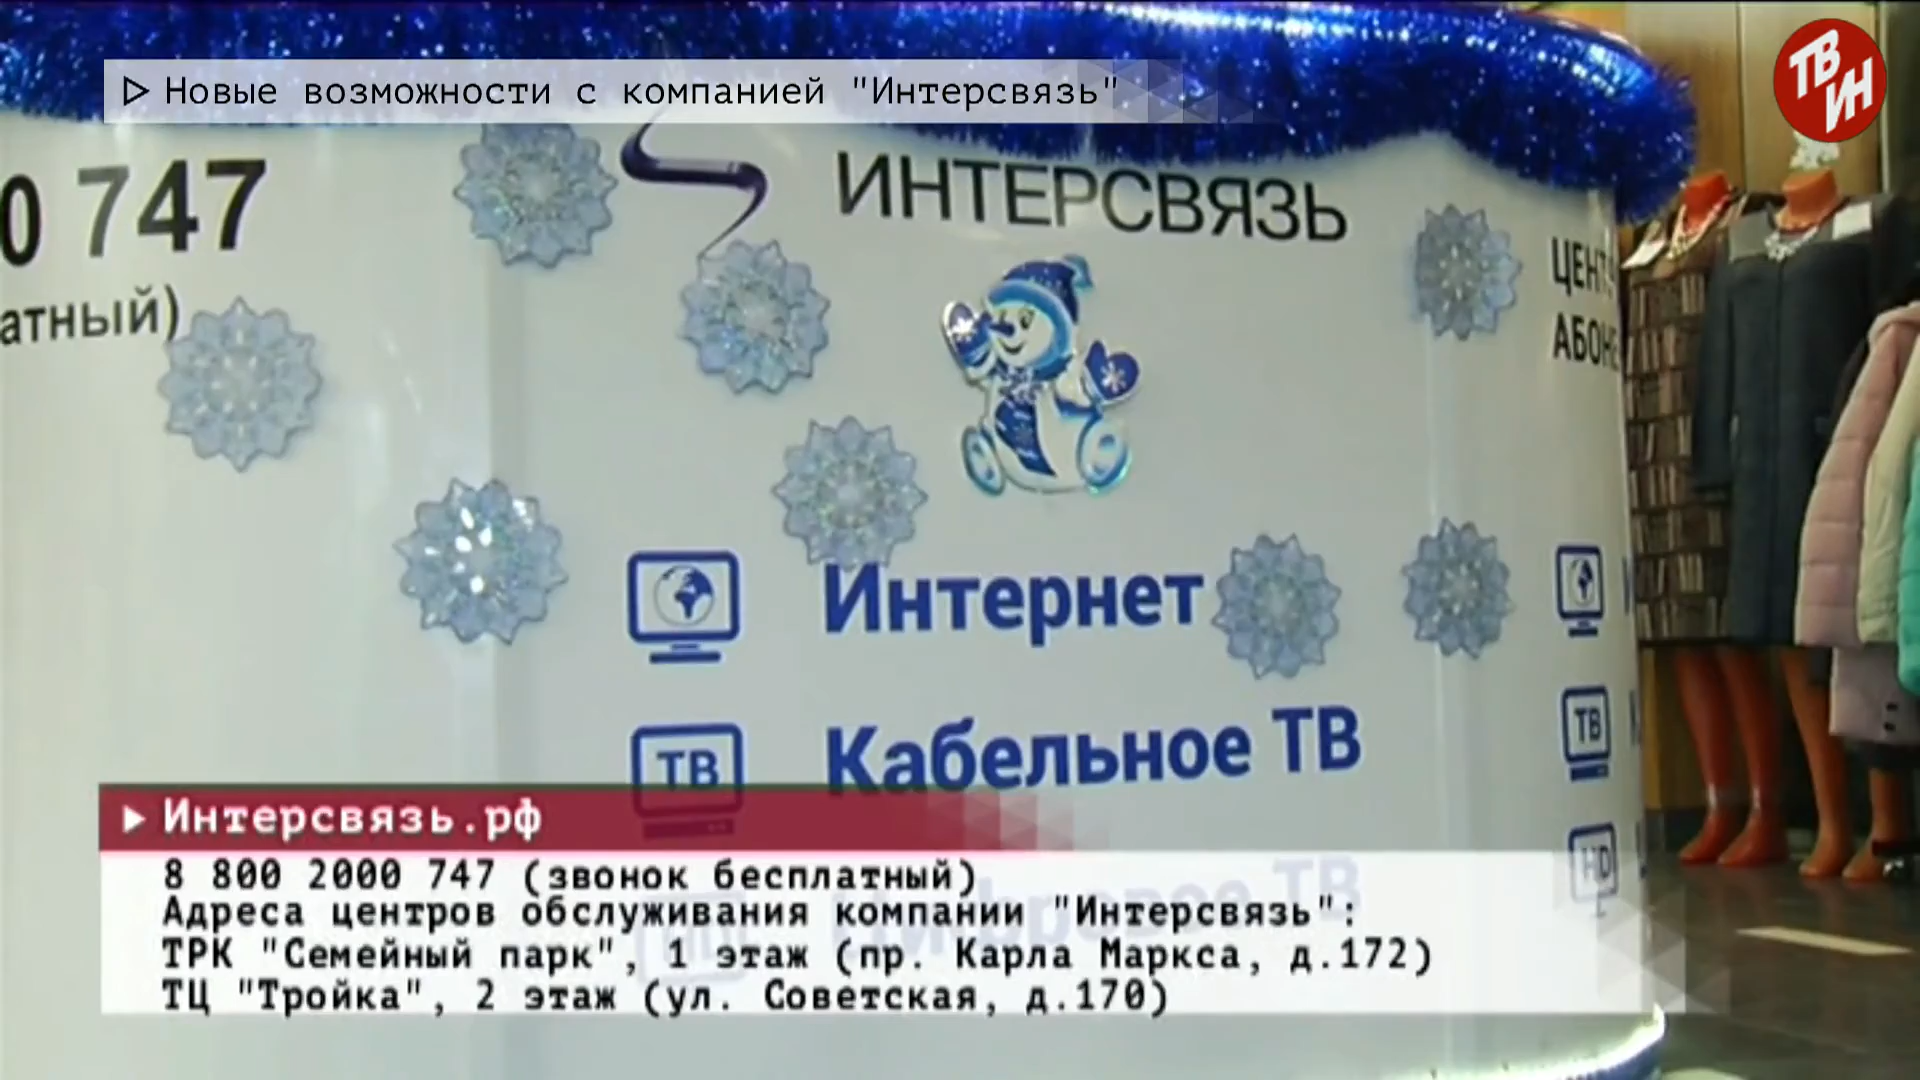 Новые возможности с компанией "Интерсвязь"
ТВ
ИН
0 747
атный)
ИНТЕРСВЯЗЬ
Интернет
ТВ
Кабельное ТВ
ТВ
HD
Интерсвязь.рф
8 800 2000 747 (звонок бесплатный)
Адреса центров обслуживания компании "Интерсвязь":
ТРК "Семейный парк", 1 этаж (пр. Карла Маркса, д.172)
ТЦ "Тройка", 2 этаж (ул. Советская, д.170)